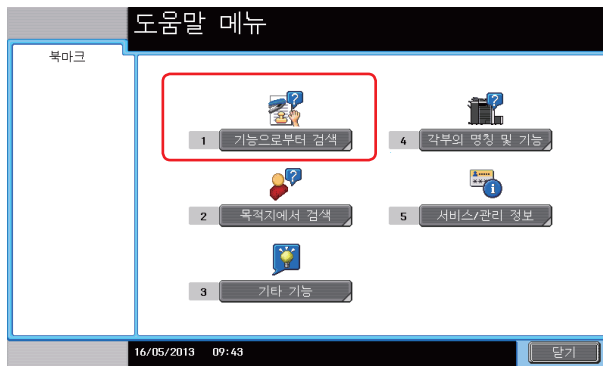 도움말 메뉴
북마크
1 기능으로부터 검색
4 각부의 명칭 및 기능
2 목적지에서 검색
5 서비스/관리 정보
3 기타 기능
16/05/2013 09:43
닫기